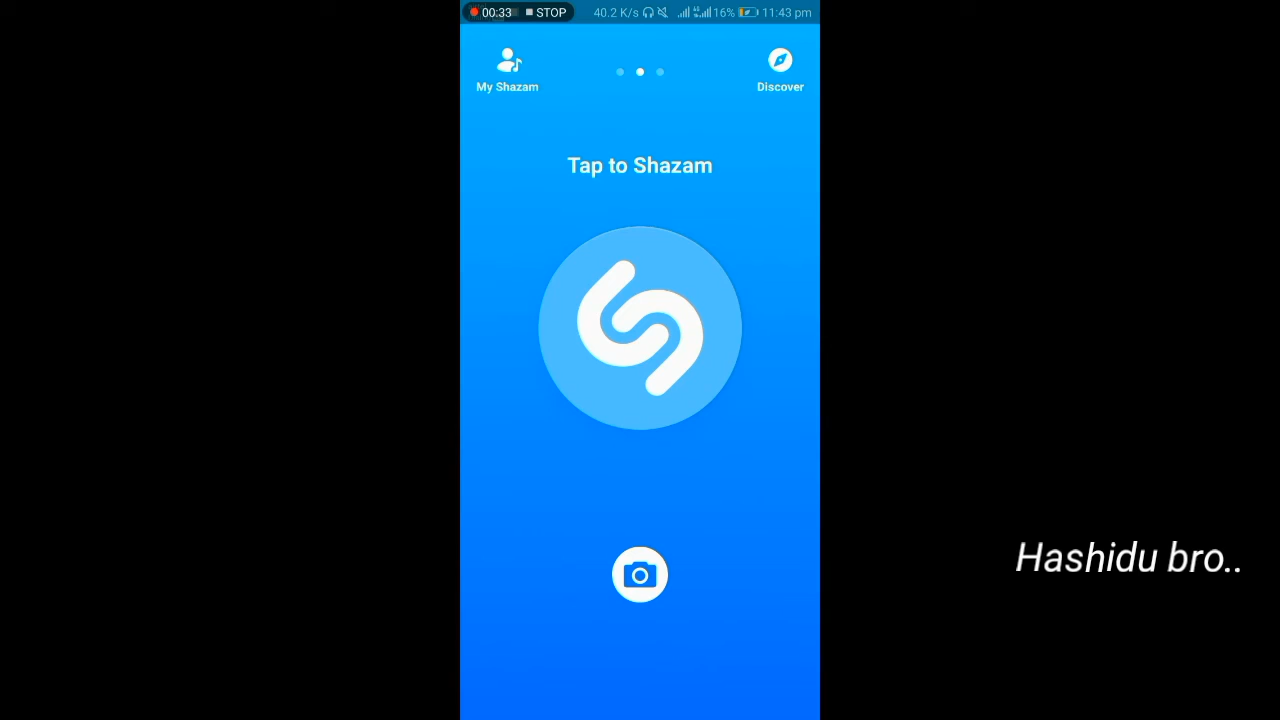 00:33 STOP 40.2 K/s 16% 11:43 pm
My Shazam
Discover
Tap to Shazam
Hashidu bro..